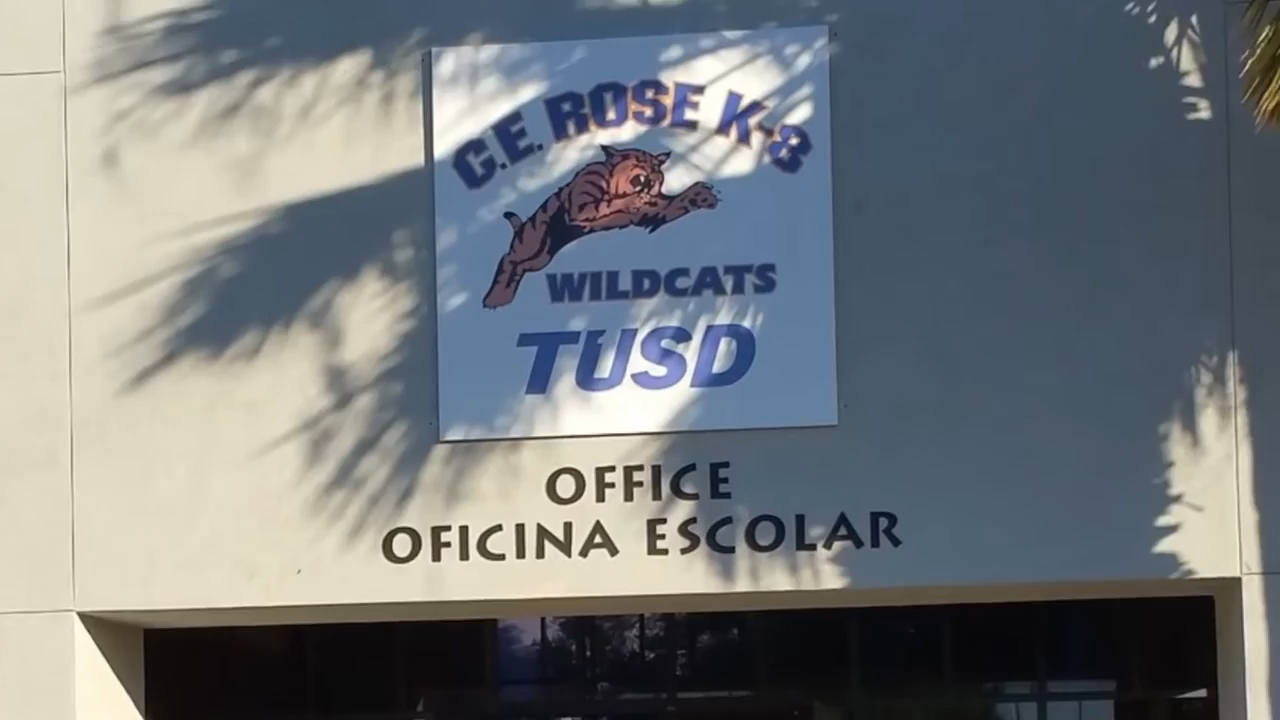 C.E. ROSE K-8
WILDCATS
TUSD
OFFICE
OFICINA ESCOLAR